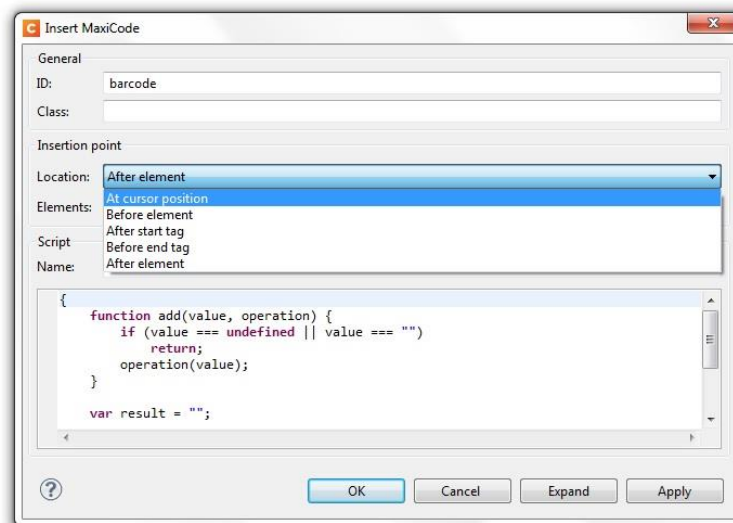 C Insert MaxiCode
x
General
ID: barcode
Class:
Insertion point
Location: After element
At cursor position
Elements: Before element
After start tag
Before end tag
Script
After element
Name:
{
function add(value, operation) {
if (value === undefined || value === "")
return;
operation(value);
}
var result = "";
? OK Cancel Expand Apply